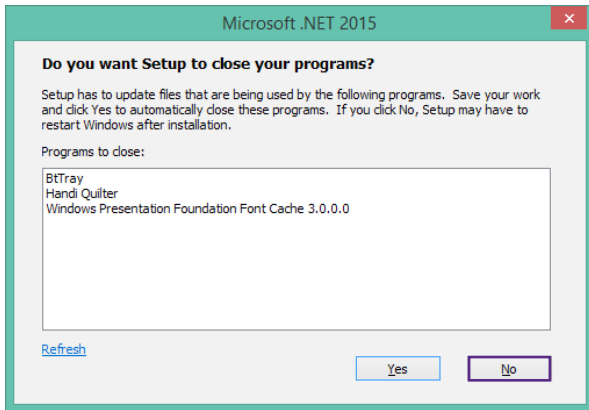 Microsoft .NET 2015
Do you want Setup to close your programs?
Setup has to update files that are being used by the following programs. Save your work
and click Yes to automatically close these programs. If you click No, Setup may have to
restart Windows after installation.
Programs to close:
BtTray
Handi Quilter
Windows Presentation Foundation Font Cache 3.0.0.0
Refresh
Yes No